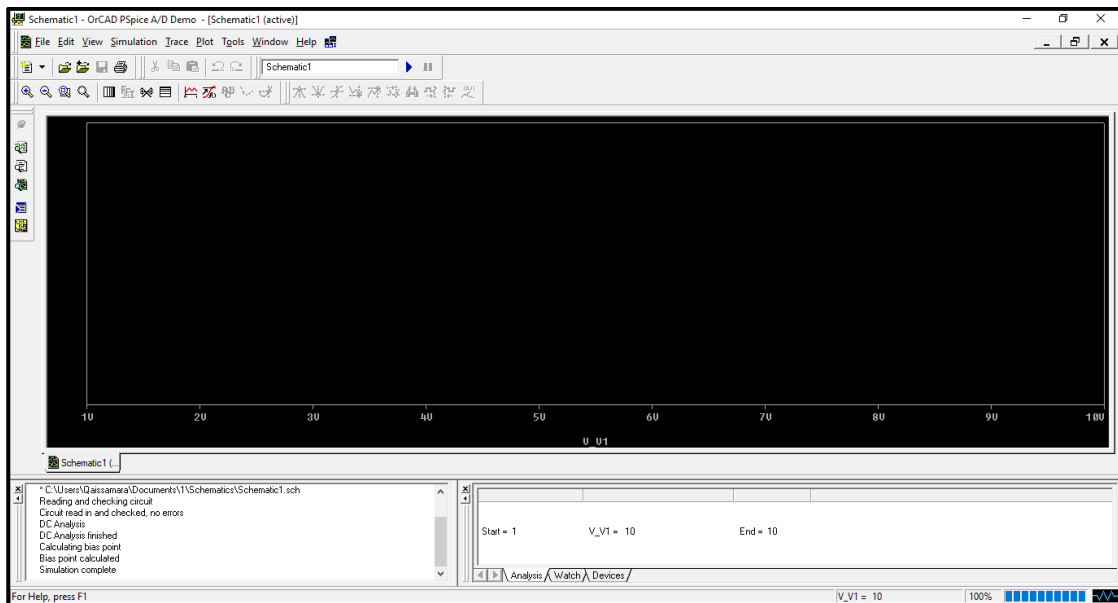 Schematic1 - OrCAD PSpice A/D Demo - [Schematic1 (active)]
File Edit View Simulation Trace Plot Tools Window Help
Schematic1
1V 2V 3V 4V 5V 6V 7V 8V 9V 10V
V_V1
Schematic1 (...
* C:\Users\Qaissamara\Documents\1\Schematics\Schematic1.sch
Reading and checking circuit
Circuit read in and checked, no errors
DC Analysis
DC Analysis finished
Calculating bias point
Bias point calculated
Simulation complete
Start = 1 V_V1 = 10 End = 10
Analysis Watch Devices
For Help, press F1 V_V1 = 10 100%